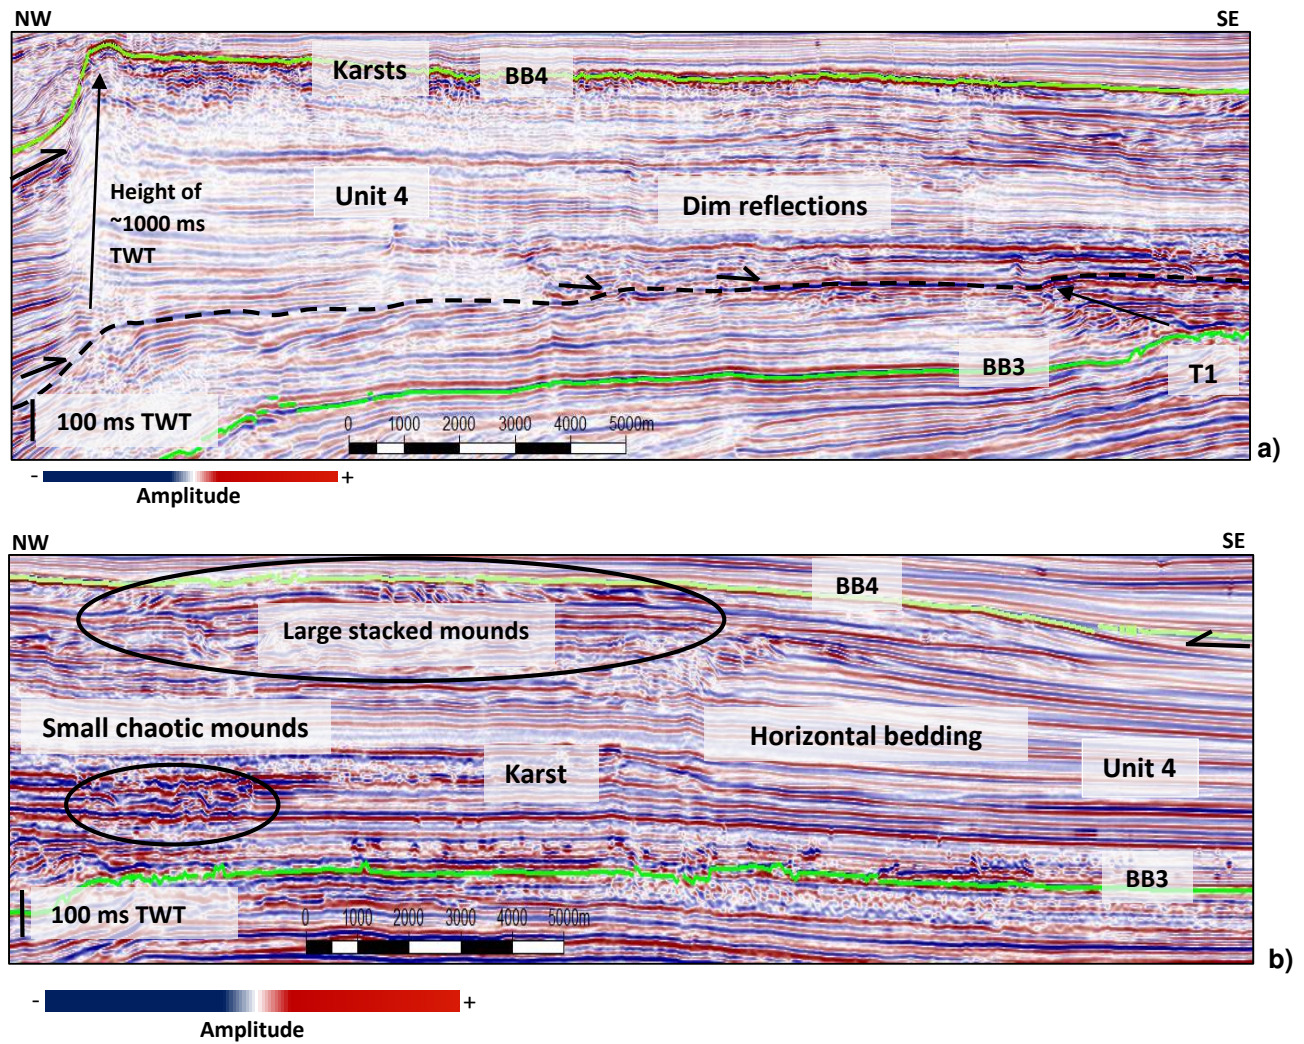 NW
SE
Karsts
BB4
Height of
~1000 ms
TWT
Unit 4
Dim reflections
BB3
T1
100 ms TWT
0 1000 2000 3000 4000 5000m
a)
- +
Amplitude
NW
SE
BB4
Large stacked mounds
Small chaotic mounds
Horizontal bedding
Karst
Unit 4
BB3
100 ms TWT
0 1000 2000 3000 4000 5000m
b)
- +
Amplitude